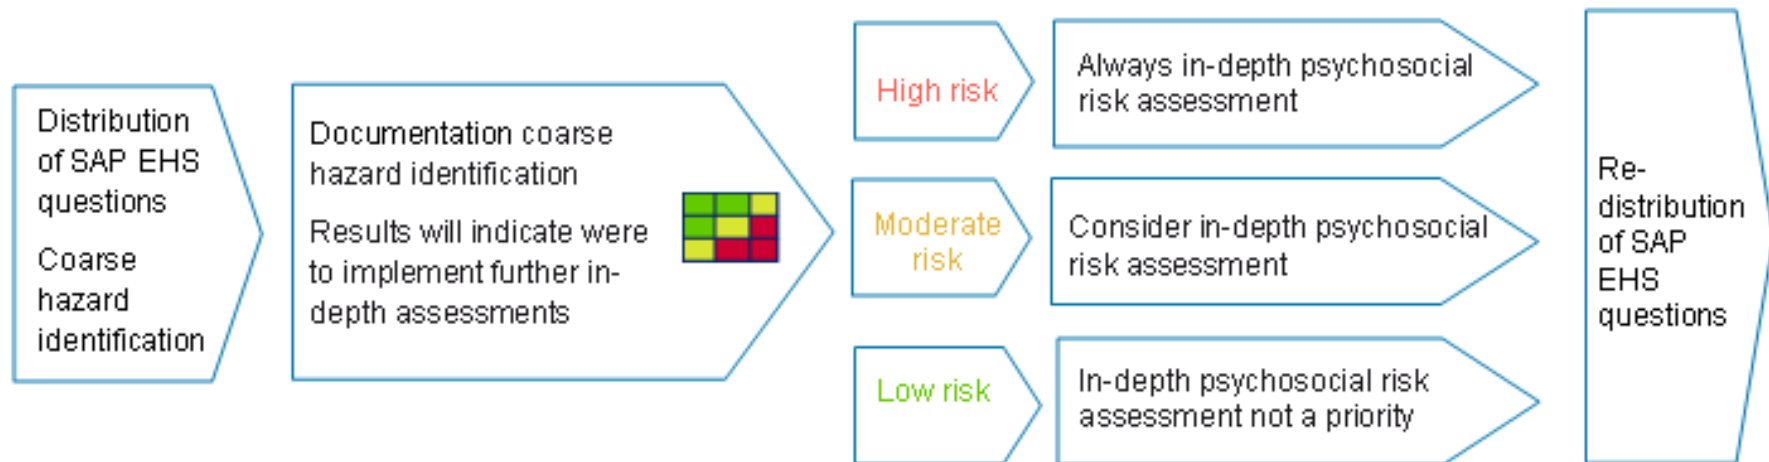 Distribution
of SAP EHS
questions
Coarse
hazard
identification
Documentation coarse
hazard identification
Results will indicate were
to implement further in-
depth assessments
High risk
Always in-depth psychosocial
risk assessment
Moderate
risk
Consider in-depth psychosocial
risk assessment
Low risk
In-depth psychosocial risk
assessment not a priority
Re-
distribution
of SAP
EHS
questions